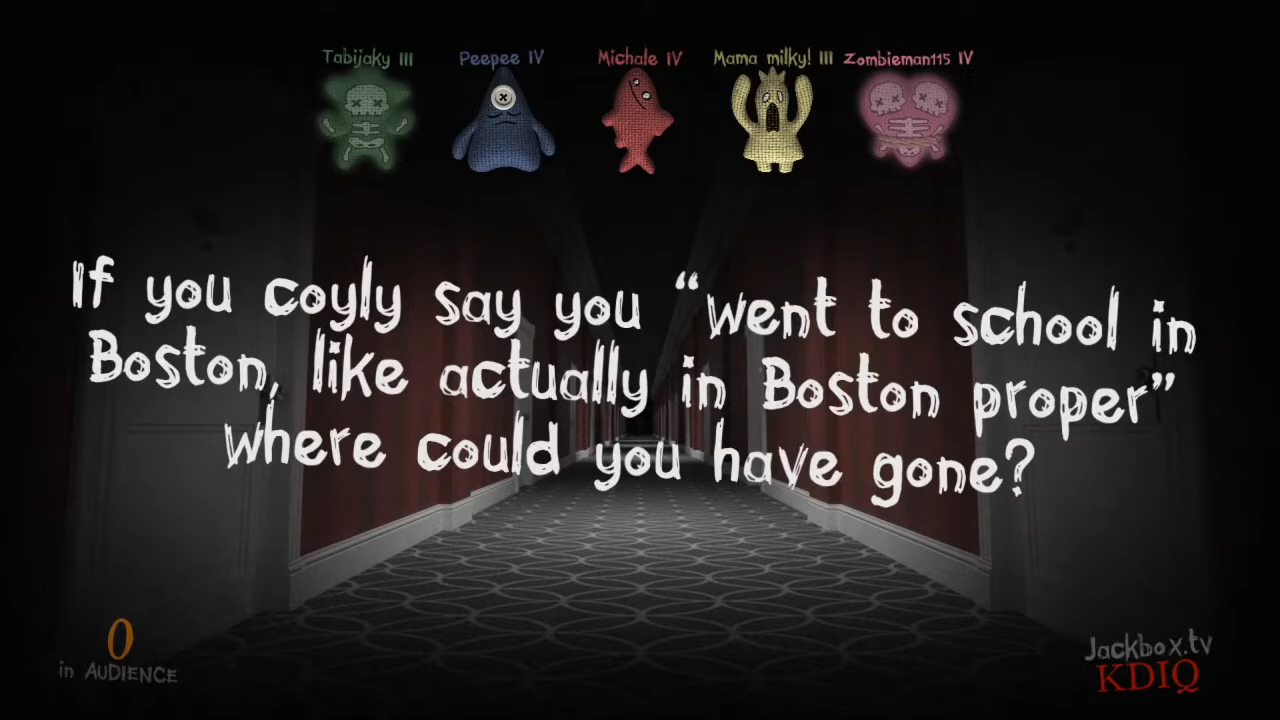 Tabijaky III
Peepee IV
Michale IV
Mama milky! III
Zombieman115 IV
If you coyly say you “went to school in
Boston, like actually in Boston proper”
where could you have gone?
0
in AUDIENCE
Jackbox.tv
KDIQ